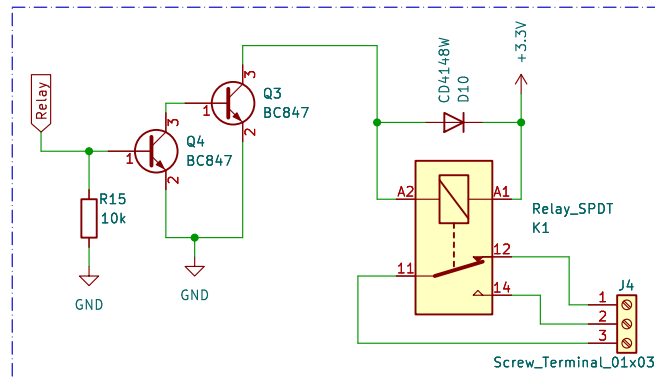 Relay
R15
10k
GND
1
3
2
Q4
BC847
GND
1
3
2
Q3
BC847
CD4148W
D10
+3.3V
A2
A1
Relay_SPDT
K1
11
12
14
J4
1
2
3
Screw_Terminal_01x03